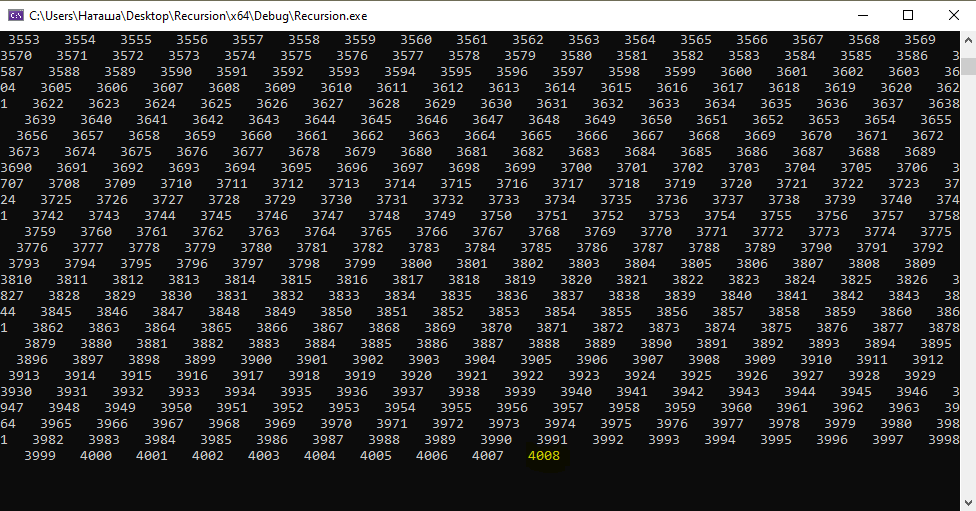 C:\Users\Наташа\Desktop\Recursion\x64\Debug\Recursion.exe
3553 3554 3555 3556 3557 3558 3559 3560 3561 3562 3563 3564 3565 3566 3567 3568 3569
3570 3571 3572 3573 3574 3575 3576 3577 3578 3579 3580 3581 3582 3583 3584 3585 3586 3
587 3588 3589 3590 3591 3592 3593 3594 3595 3596 3597 3598 3599 3600 3601 3602 3603 36
04 3605 3606 3607 3608 3609 3610 3611 3612 3613 3614 3615 3616 3617 3618 3619 3620 362
1 3622 3623 3624 3625 3626 3627 3628 3629 3630 3631 3632 3633 3634 3635 3636 3637 3638
3639 3640 3641 3642 3643 3644 3645 3646 3647 3648 3649 3650 3651 3652 3653 3654 3655
3656 3657 3658 3659 3660 3661 3662 3663 3664 3665 3666 3667 3668 3669 3670 3671 3672
3673 3674 3675 3676 3677 3678 3679 3680 3681 3682 3683 3684 3685 3686 3687 3688 3689
3690 3691 3692 3693 3694 3695 3696 3697 3698 3699 3700 3701 3702 3703 3704 3705 3706 3
707 3708 3709 3710 3711 3712 3713 3714 3715 3716 3717 3718 3719 3720 3721 3722 3723 37
24 3725 3726 3727 3728 3729 3730 3731 3732 3733 3734 3735 3736 3737 3738 3739 3740 374
1 3742 3743 3744 3745 3746 3747 3748 3749 3750 3751 3752 3753 3754 3755 3756 3757 3758
3759 3760 3761 3762 3763 3764 3765 3766 3767 3768 3769 3770 3771 3772 3773 3774 3775
3776 3777 3778 3779 3780 3781 3782 3783 3784 3785 3786 3787 3788 3789 3790 3791 3792
3793 3794 3795 3796 3797 3798 3799 3800 3801 3802 3803 3804 3805 3806 3807 3808 3809
3810 3811 3812 3813 3814 3815 3816 3817 3818 3819 3820 3821 3822 3823 3824 3825 3826 3
827 3828 3829 3830 3831 3832 3833 3834 3835 3836 3837 3838 3839 3840 3841 3842 3843 38
44 3845 3846 3847 3848 3849 3850 3851 3852 3853 3854 3855 3856 3857 3858 3859 3860 386
1 3862 3863 3864 3865 3866 3867 3868 3869 3870 3871 3872 3873 3874 3875 3876 3877 3878
3879 3880 3881 3882 3883 3884 3885 3886 3887 3888 3889 3890 3891 3892 3893 3894 3895
3896 3897 3898 3899 3900 3901 3902 3903 3904 3905 3906 3907 3908 3909 3910 3911 3912
3913 3914 3915 3916 3917 3918 3919 3920 3921 3922 3923 3924 3925 3926 3927 3928 3929
3930 3931 3932 3933 3934 3935 3936 3937 3938 3939 3940 3941 3942 3943 3944 3945 3946 3
947 3948 3949 3950 3951 3952 3953 3954 3955 3956 3957 3958 3959 3960 3961 3962 3963 39
64 3965 3966 3967 3968 3969 3970 3971 3972 3973 3974 3975 3976 3977 3978 3979 3980 398
1 3982 3983 3984 3985 3986 3987 3988 3989 3990 3991 3992 3993 3994 3995 3996 3997 3998
3999 4000 4001 4002 4003 4004 4005 4006 4007 4008